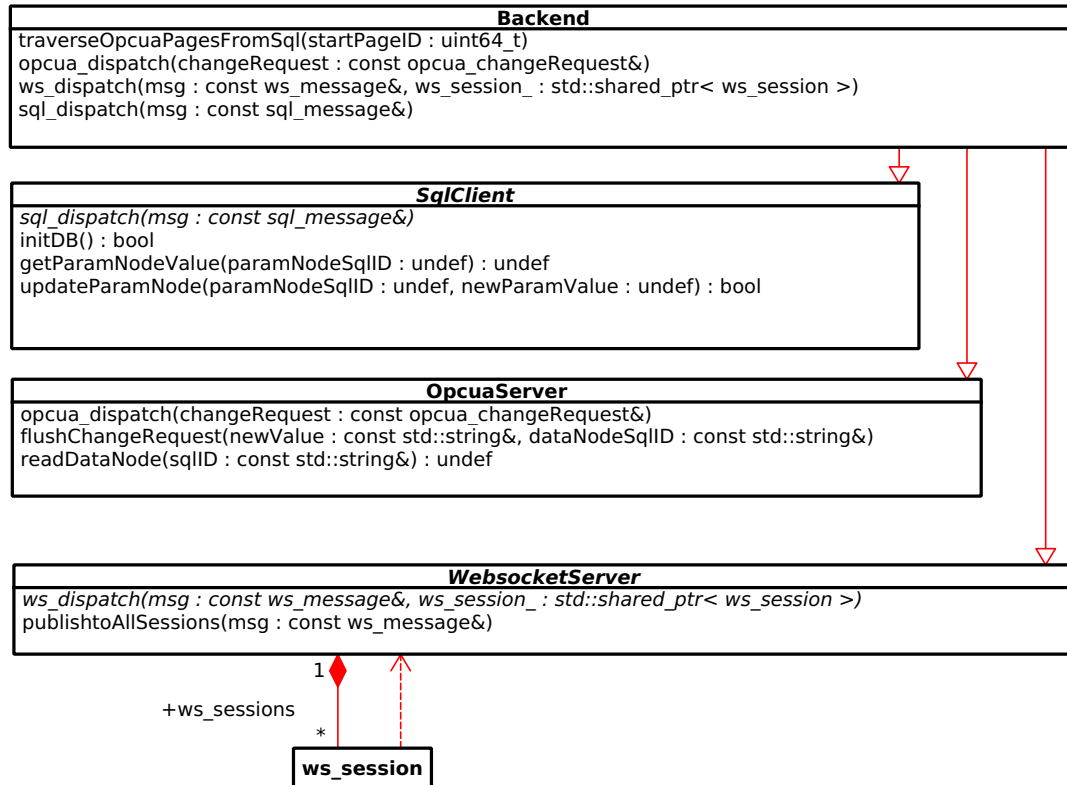 Backend
traverseOpcuaPagesFromSql(startPageID : uint64_t)
opcua_dispatch(changeRequest : const opcua_changeRequest&)
ws_dispatch(msg : const ws_message&, ws_session_ : std::shared_ptr< ws_session >)
sql_dispatch(msg : const sql_message&)
SqlClient
sql_dispatch(msg : const sql_message&)
initDB() : bool
getParamNodeValue(paramNodeSqlID : undef) : undef
updateParamNode(paramNodeSqlID : undef, newParamValue : undef) : bool
OpcuaServer
opcua_dispatch(changeRequest : const opcua_changeRequest&)
flushChangeRequest(newValue : const std::string&, dataNodeSqlID : const std::string&)
readDataNode(sqlID : const std::string&) : undef
WebsocketServer
ws_dispatch(msg : const ws_message&, ws_session_ : std::shared_ptr< ws_session >)
publishtoAllSessions(msg : const ws_message&)
1
+ws_sessions
*
ws_session